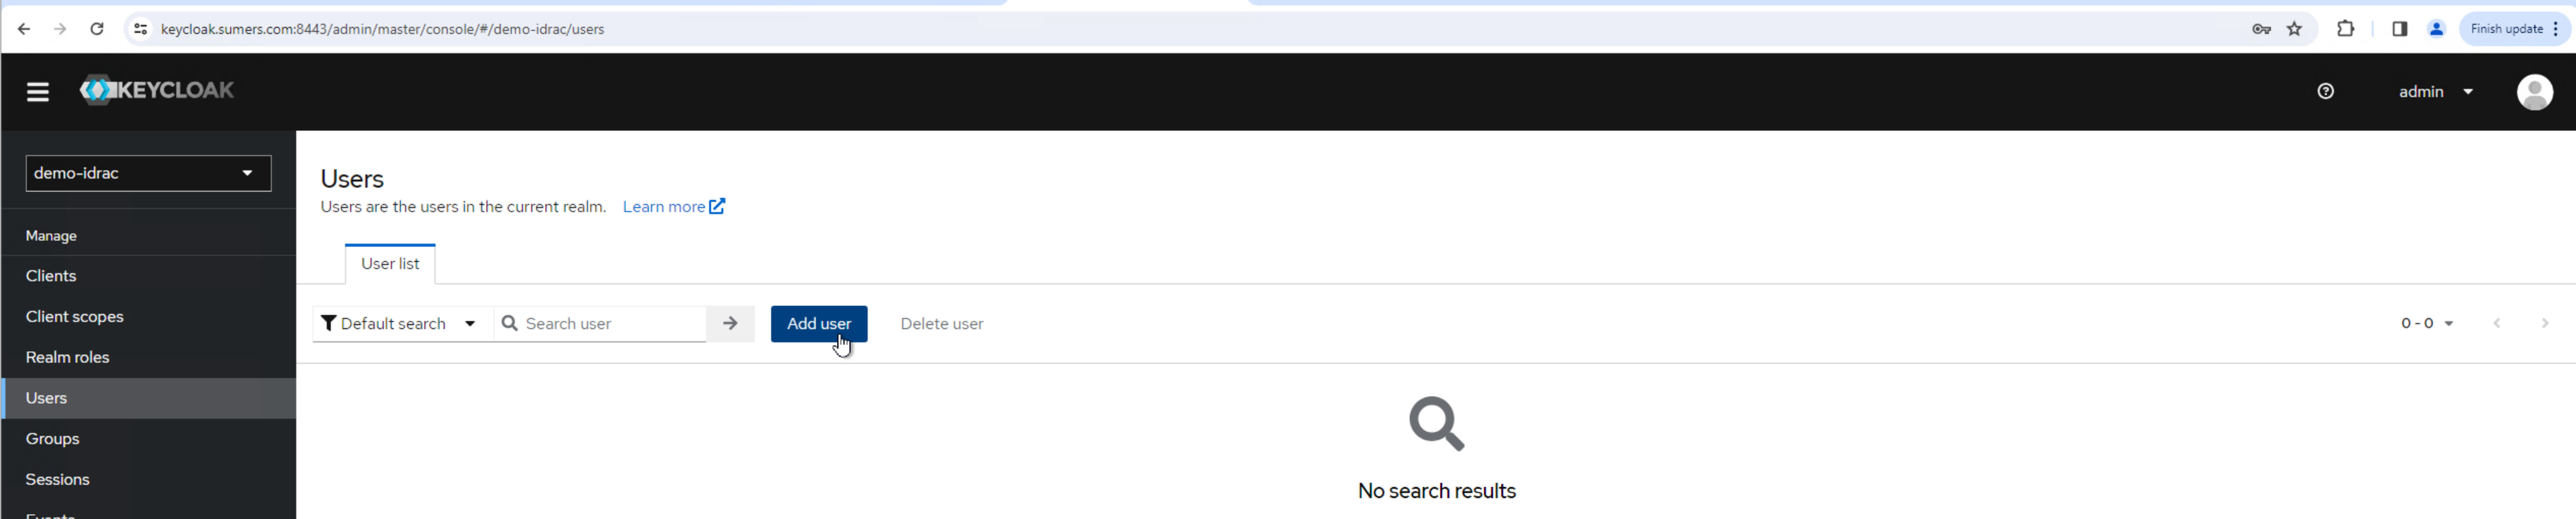 keycloak.sumers.com:8443/admin/master/console/#/demo-idrac/users
Finish update
KEYCLOAK
admin
demo-idrac
Manage
Clients
Client scopes
Realm roles
Users
Groups
Sessions
Events
Users
Users are the users in the current realm. Learn more
User list
Default search
Search user
Add user
Delete user
0 - 0
No search results